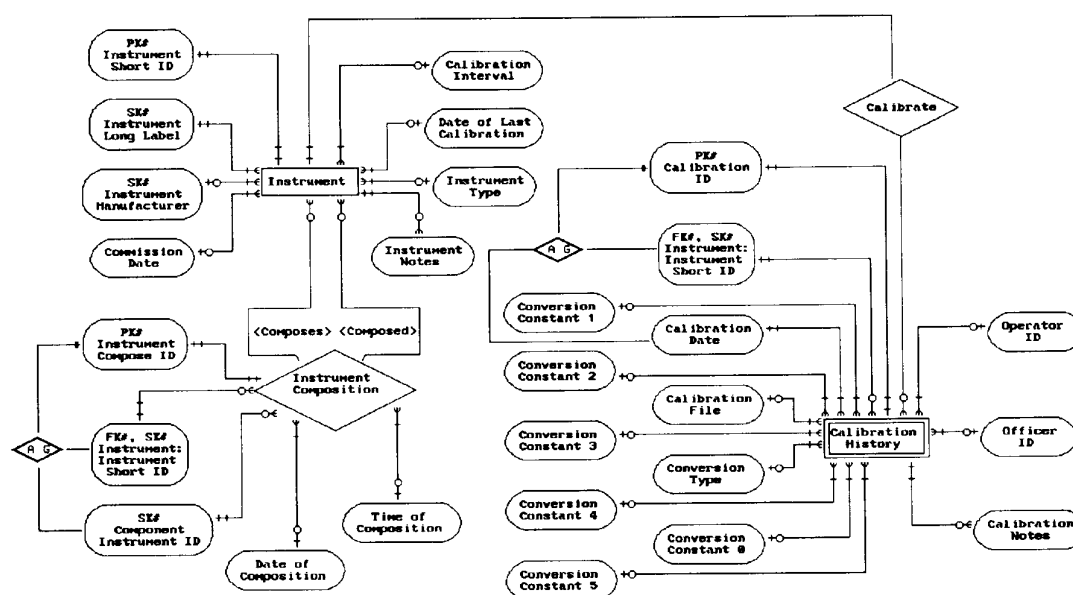 PK#
Instrument
Short ID
Calibration
Interval
SK#
Instrument
Long Label
Date of Last
Calibration
Calibrate
PK#
Calibration
ID
Instrument
SK#
Instrument
Manufacturer
Instrument
Type
Commission
Date
Instrument
Notes
A G
FK#, SK#
Instrument:
Instrument
Short ID
Conversion
Constant 1
Calibration
Date
Operator
ID
<Composes> <Composed>
PK#
Instrument
Compose ID
Instrument
Composition
Conversion
Constant 2
Calibration
File
A G
FK#, SK#
Instrument:
Instrument
Short ID
Conversion
Constant 3
Calibration
History
Officer
ID
Conversion
Type
SK#
Component
Instrument ID
Time of
Composition
Conversion
Constant 4
Calibration
Notes
Conversion
Constant 0
Date of
Composition
Conversion
Constant 5